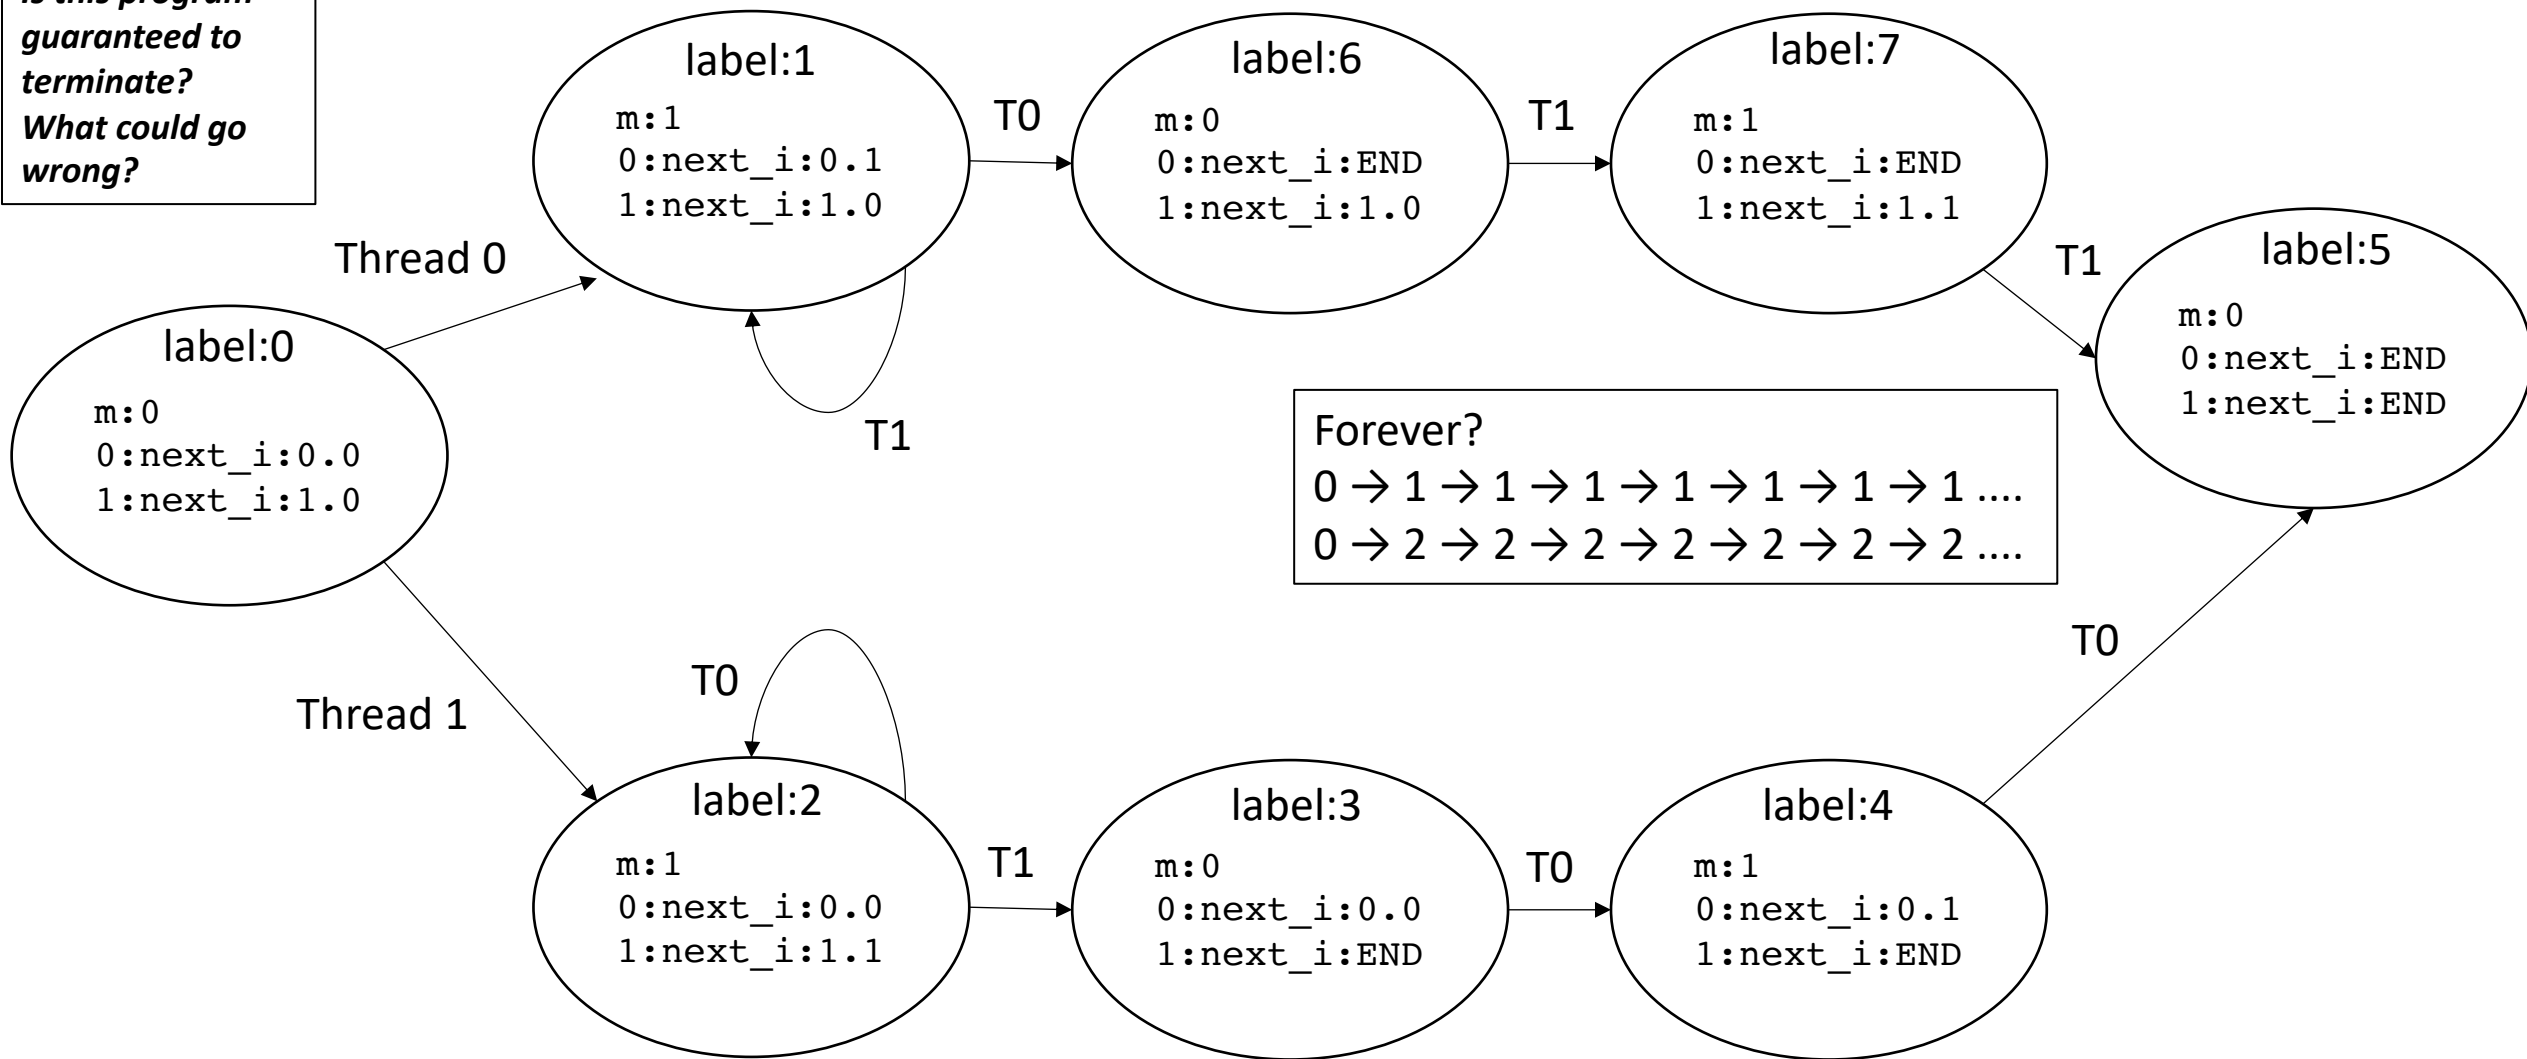 is this program
guaranteed to
terminate?
What could go
wrong?
label:1
m:1
0:next_i:0.1
1:next_i:1.0
T0
label:6
m:0
0:next_i:END
1:next_i:1.0
T1
label:7
m:1
0:next_i:END
1:next_i:1.1
T1
label:5
m:0
0:next_i:END
1:next_i:END
Thread 0
T1
label:0
m:0
0:next_i:0.0
1:next_i:1.0
Forever?
0 → 1 → 1 → 1 → 1 → 1 → 1 → 1 ....
0 → 2 → 2 → 2 → 2 → 2 → 2 → 2 ....
Thread 1
T0
T0
label:2
m:1
0:next_i:0.0
1:next_i:1.1
T1
label:3
m:0
0:next_i:0.0
1:next_i:END
T0
label:4
m:1
0:next_i:0.1
1:next_i:END